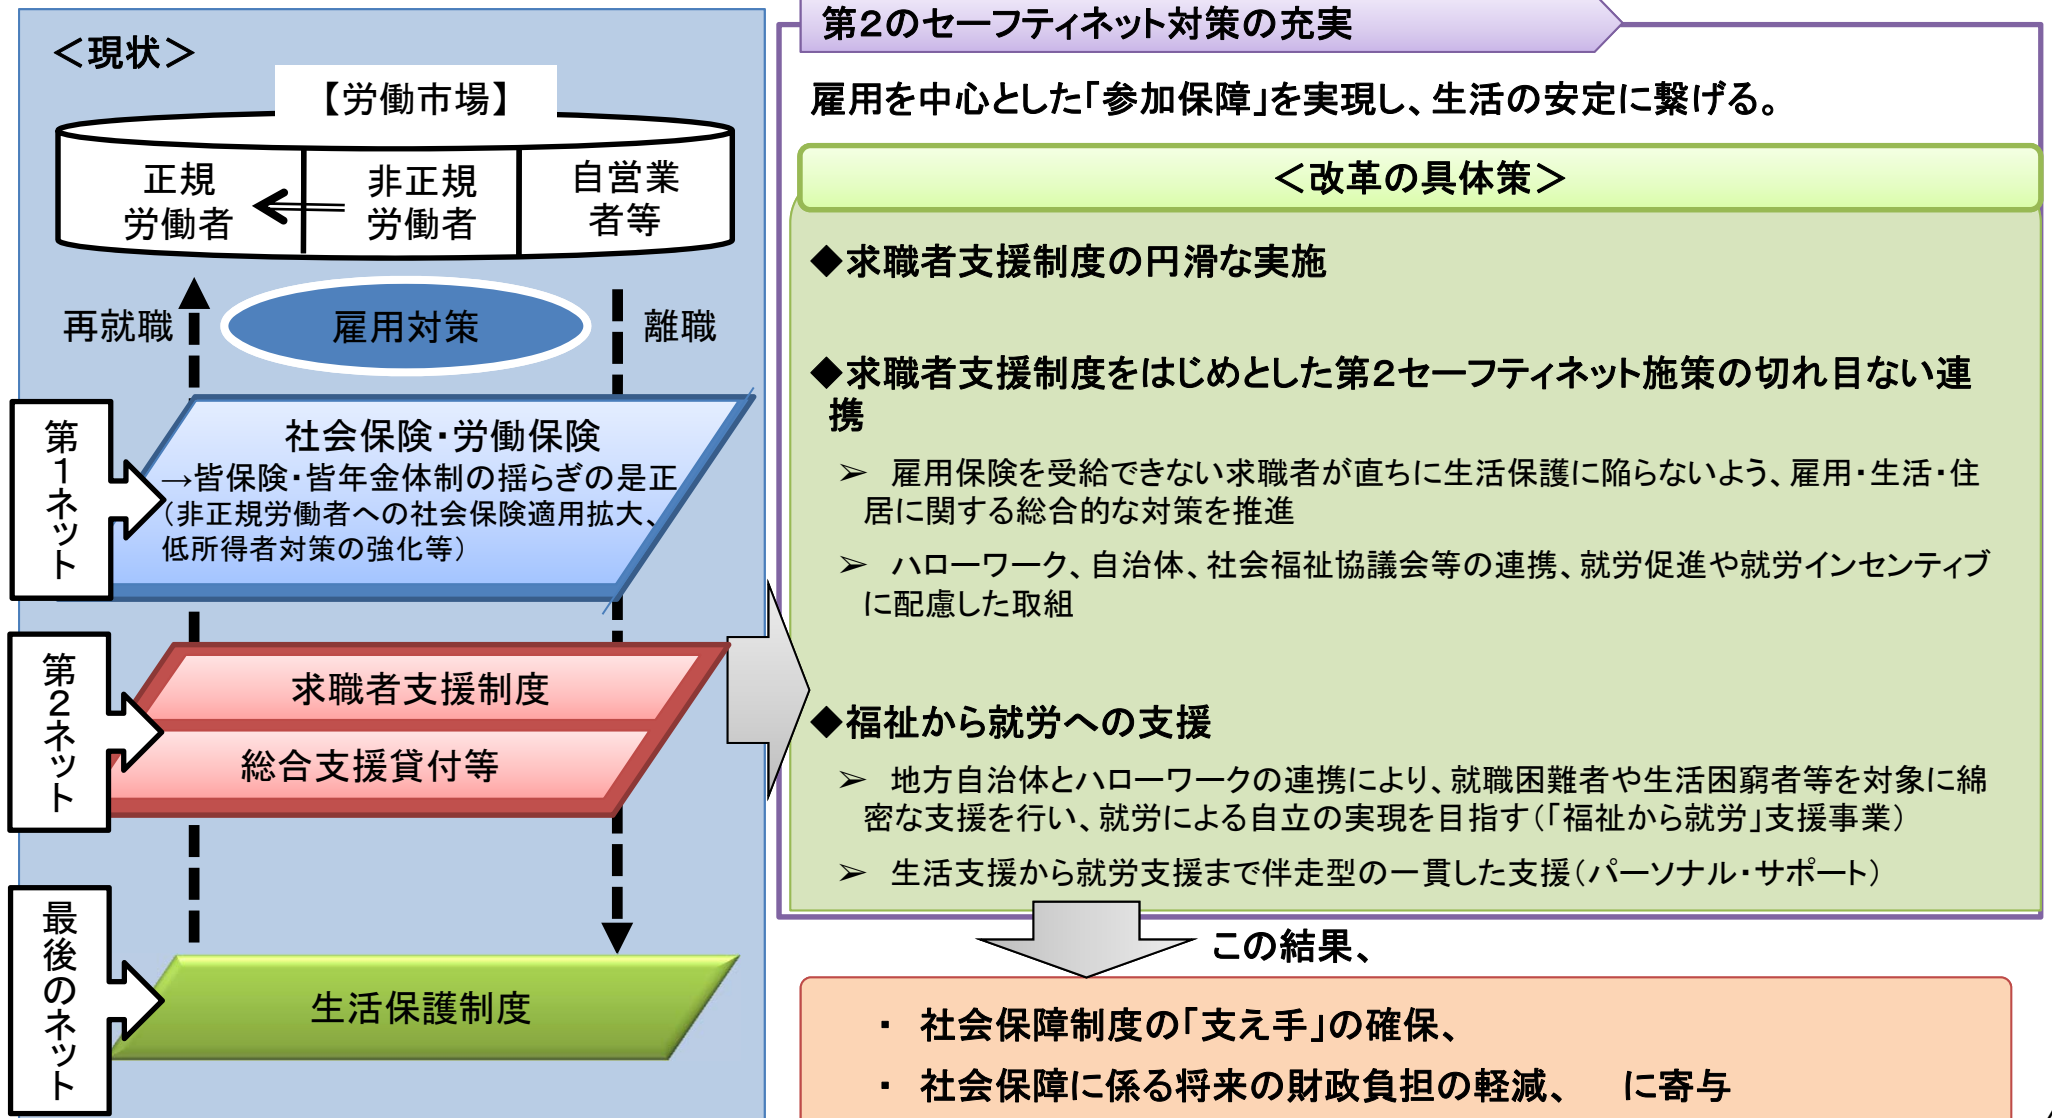 ＜現状＞
【労働市場】
正規
労働者
非正規
労働者
自営業
者等
再就職
雇用対策
離職
第1ネット
社会保険・労働保険
→皆保険・皆年金体制の揺らぎの是正
（非正規労働者への社会保険適用拡大、
低所得者対策の強化等）
第2ネット
求職者支援制度
総合支援貸付等
最後のネット
生活保護制度
第2のセーフティネット対策の充実
雇用を中心とした「参加保障」を実現し、生活の安定に繋げる。
＜改革の具体策＞
◆求職者支援制度の円滑な実施
◆求職者支援制度をはじめとした第2セーフティネット施策の切れ目ない連
携
➢ 雇用保険を受給できない求職者が直ちに生活保護に陥らないよう、雇用・生活・住
居に関する総合的な対策を推進
➢ ハローワーク、自治体、社会福祉協議会等の連携、就労促進や就労インセンティブ
に配慮した取組
◆福祉から就労への支援
➢ 地方自治体とハローワークの連携により、就職困難者や生活困窮者等を対象に綿
密な支援を行い、就労による自立の実現を目指す（「福祉から就労」支援事業）
➢ 生活支援から就労支援まで伴走型の一貫した支援（パーソナル・サポート）
この結果、
・ 社会保障制度の「支え手」の確保、
・ 社会保障に係る将来の財政負担の軽減、 に寄与